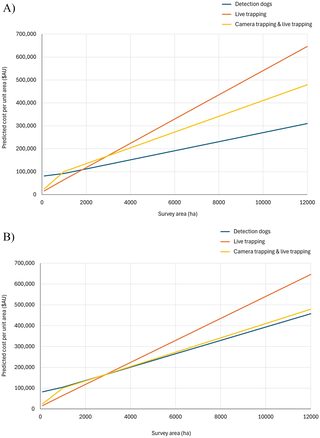 A)
Detection dogs
Live trapping
Camera trapping & live trapping
Predicted cost per unit area ($AU)
700,000
600,000
500,000
400,000
300,000
200,000
100,000
0
0 2000 4000 6000 8000 10000 12000
Survey area (ha)
B)
Detection dogs
Live trapping
Camera trapping & live trapping
Predicted cost per unit area ($AU)
700,000
600,000
500,000
400,000
300,000
200,000
100,000
0
0 2000 4000 6000 8000 10000 12000
Survey area (ha)